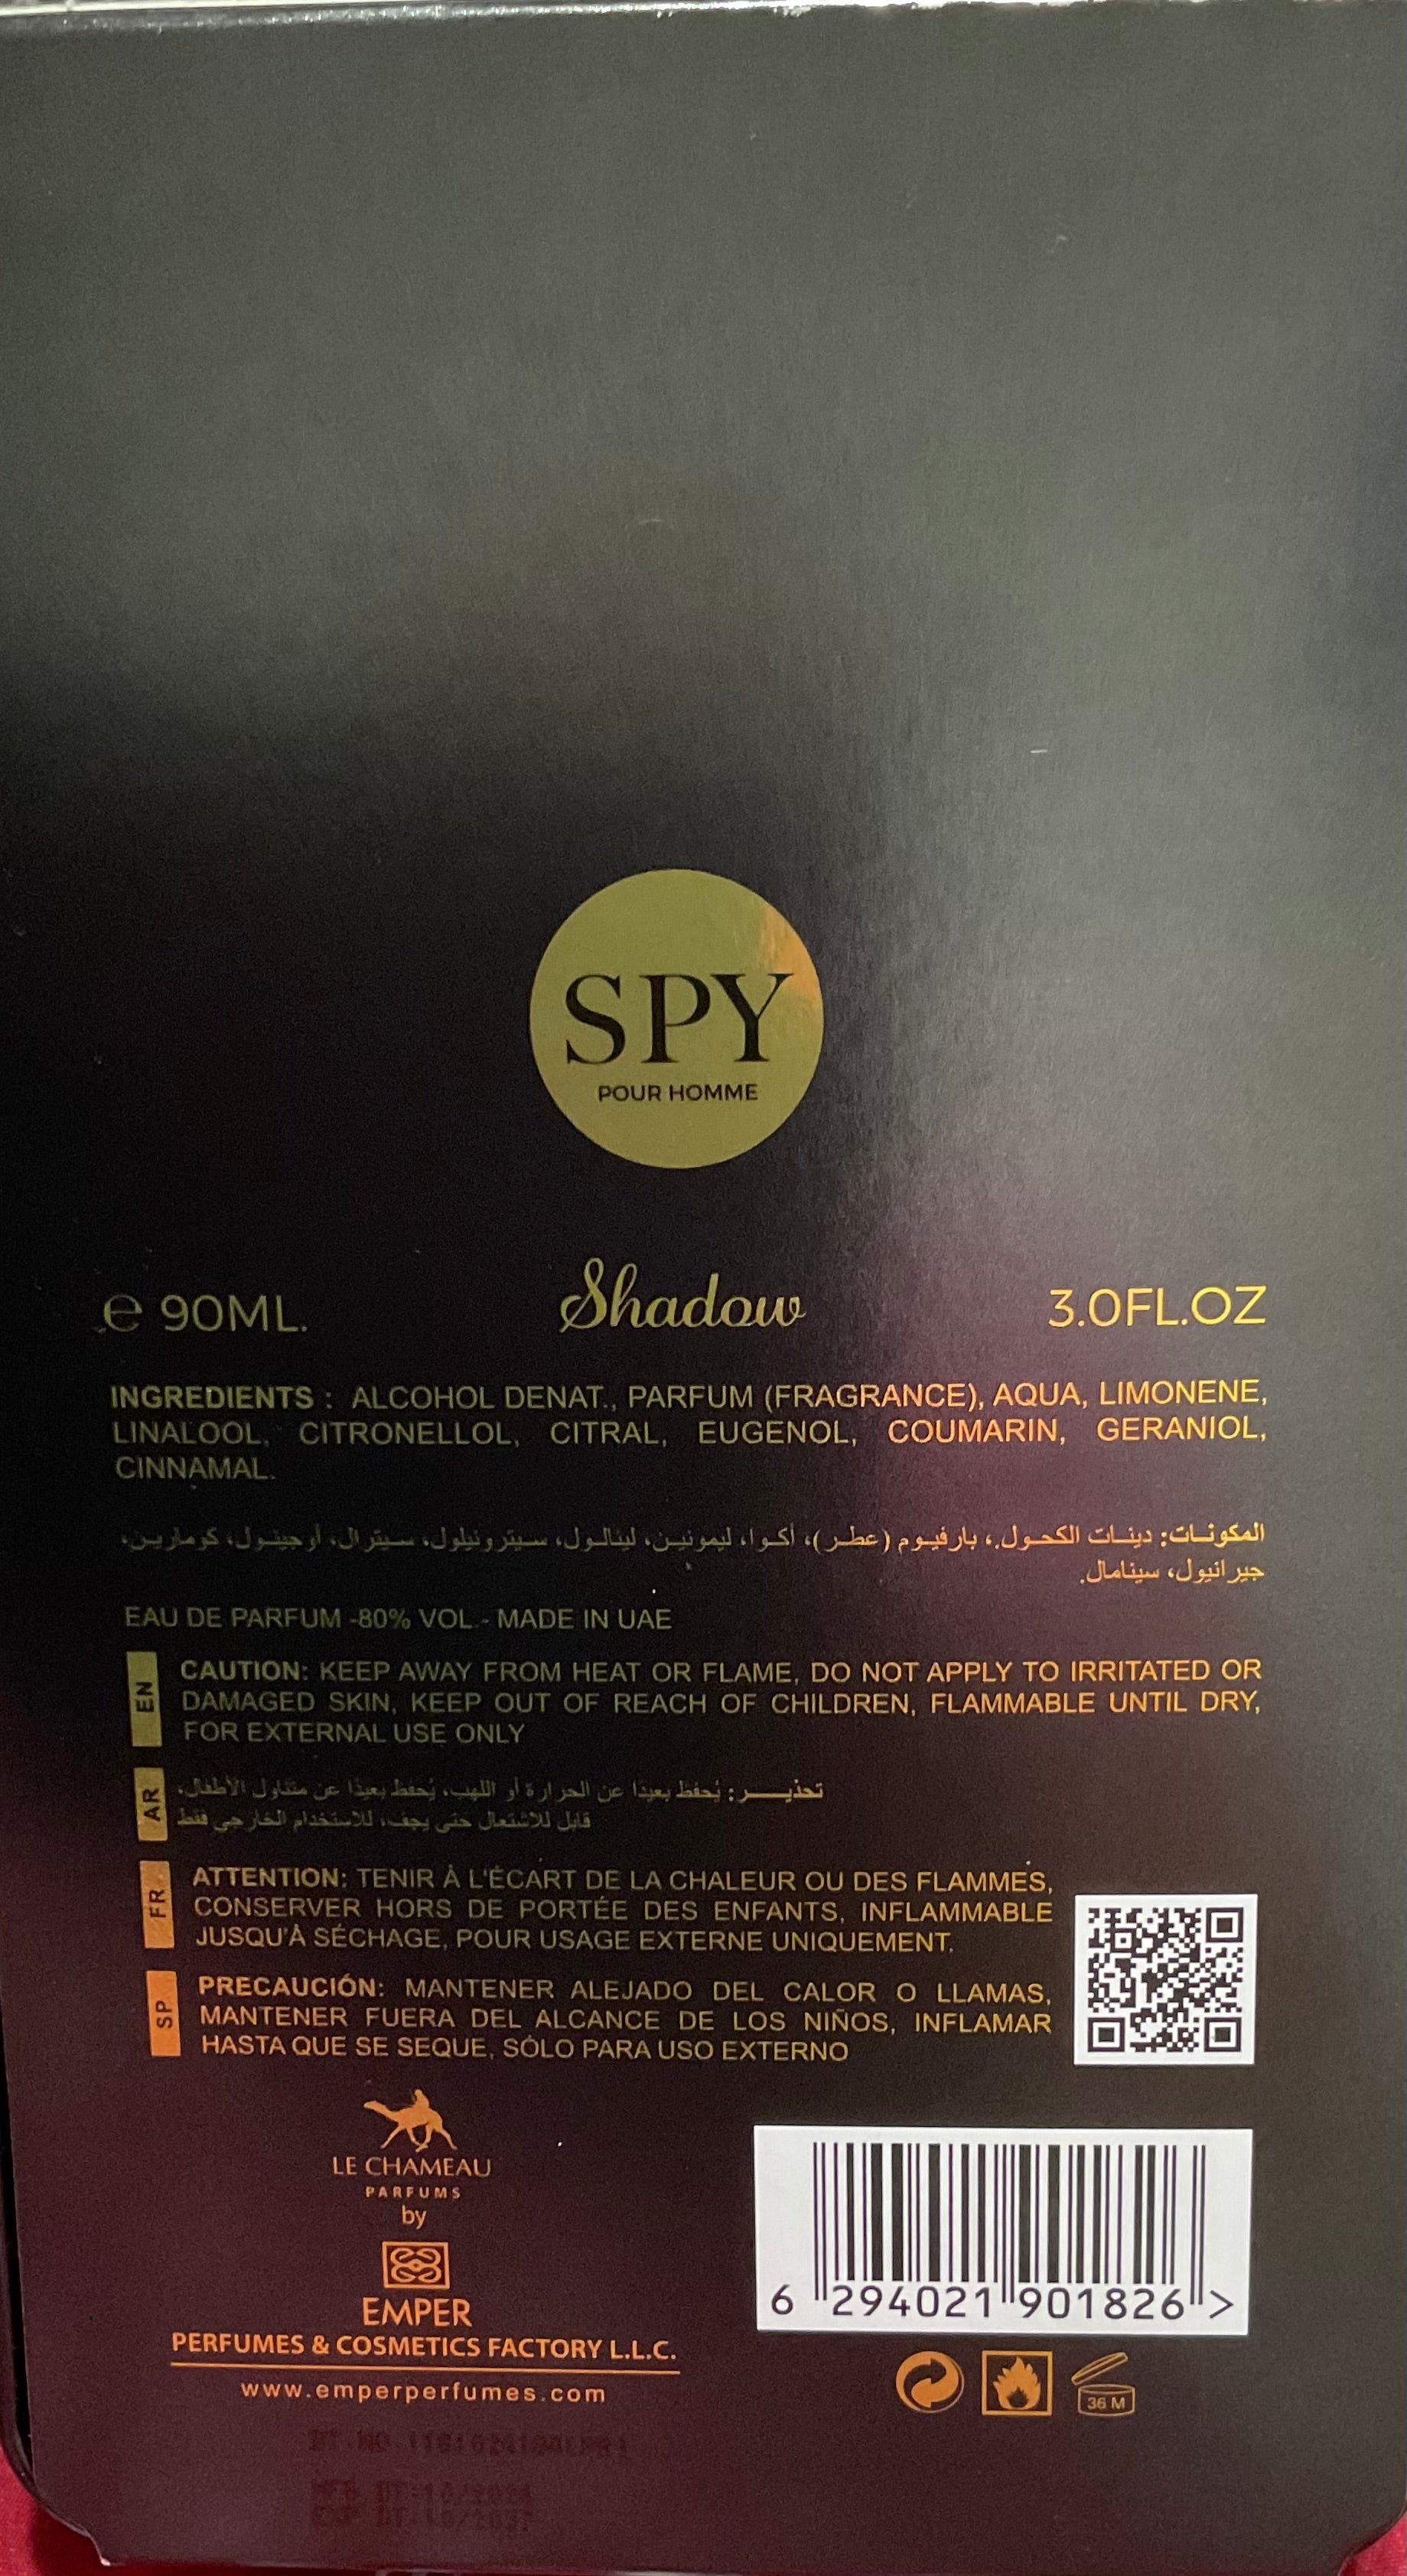 SPY
POUR HOMME
e 90ML.
Shadow
3.0FL.OZ
INGREDIENTS : ALCOHOL DENAT., PARFUM (FRAGRANCE), AQUA, LIMONENE,
LINALOOL, CITRONELLOL, CITRAL, EUGENOL, COUMARIN, GERANIOL,
CINNAMAL.
المكونات: دينات الكحول.، بارفيوم (عطر)، أكوا، ليمونين، لينالول، سيترونيلول، سيترال، أوجينول، كومارين،
جيرانيول، سينامال.
EAU DE PARFUM -80% VOL.- MADE IN UAE
EN
CAUTION: KEEP AWAY FROM HEAT OR FLAME, DO NOT APPLY TO IRRITATED OR
DAMAGED SKIN, KEEP OUT OF REACH OF CHILDREN, FLAMMABLE UNTIL DRY,
FOR EXTERNAL USE ONLY
AR
تحذير: يُحفظ بعيدًا عن الحرارة أو اللهب، يُحفظ بعيدًا عن متناول الأطفال،
قابل للاشتعال حتى يجف، للاستخدام الخارجي فقط
FR
ATTENTION: TENIR À L'ÉCART DE LA CHALEUR OU DES FLAMMES,
CONSERVER HORS DE PORTÉE DES ENFANTS, INFLAMMABLE
JUSQU'À SÉCHAGE, POUR USAGE EXTERNE UNIQUEMENT.
SP
PRECAUCIÓN: MANTENER ALEJADO DEL CALOR O LLAMAS,
MANTENER FUERA DEL ALCANCE DE LOS NIÑOS, INFLAMAR
HASTA QUE SE SEQUE, SÓLO PARA USO EXTERNO
LE CHAMEAU
PARFUMS
by
EMPER
PERFUMES & COSMETICS FACTORY L.L.C.
www.emperperfumes.com
6 294021 901826 >
36 M